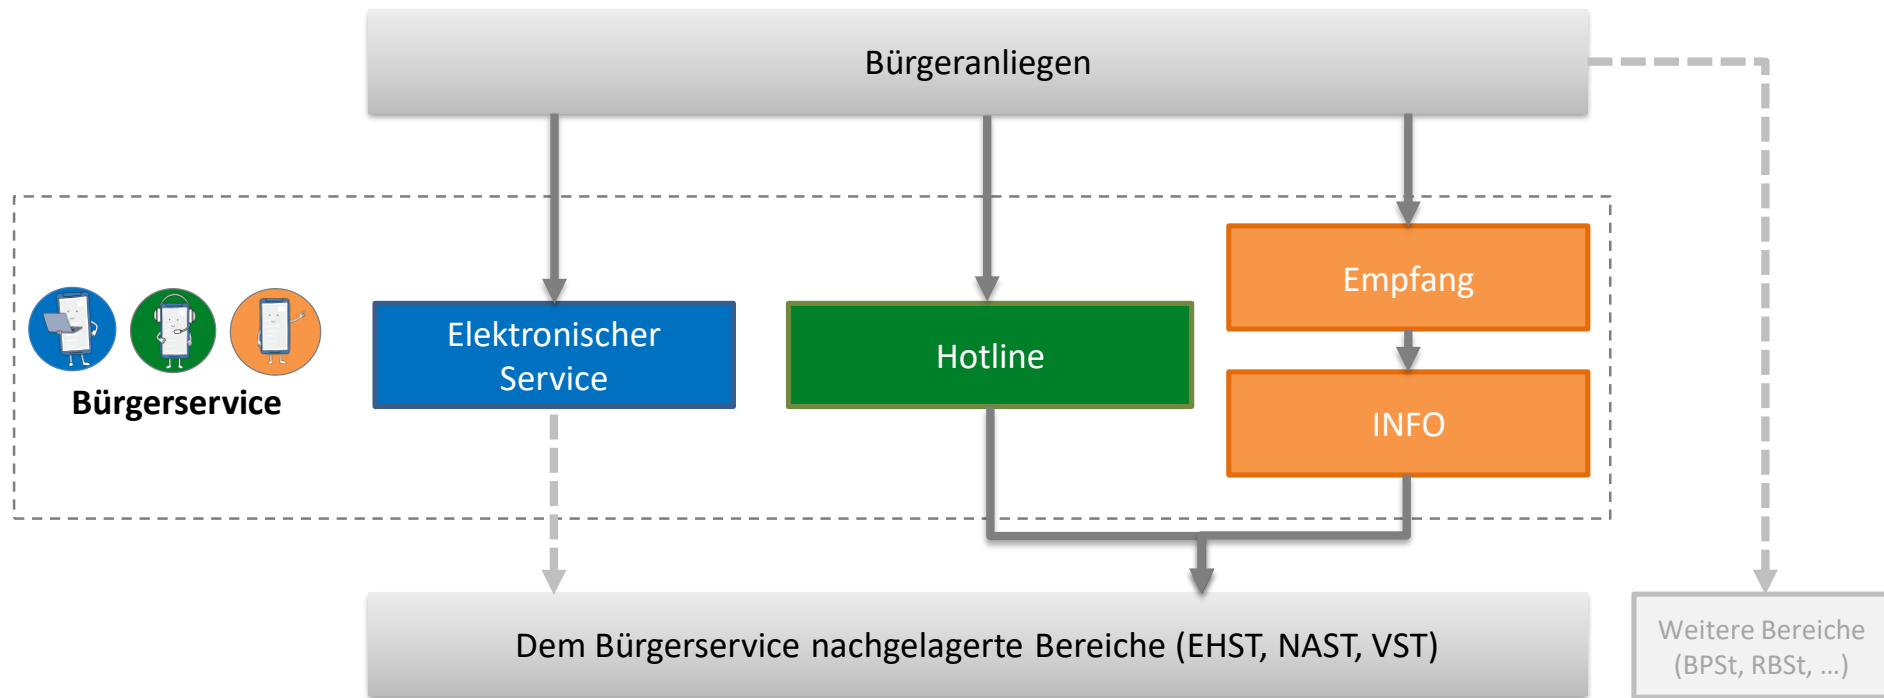 Bürgeranliegen
Empfang
Elektronischer
Service
Hotline
Bürgerservice
INFO
Dem Bürgerservice nachgelagerte Bereiche (EHST, NAST, VST)
Weitere Bereiche
(BPSt, RBSt, ...)